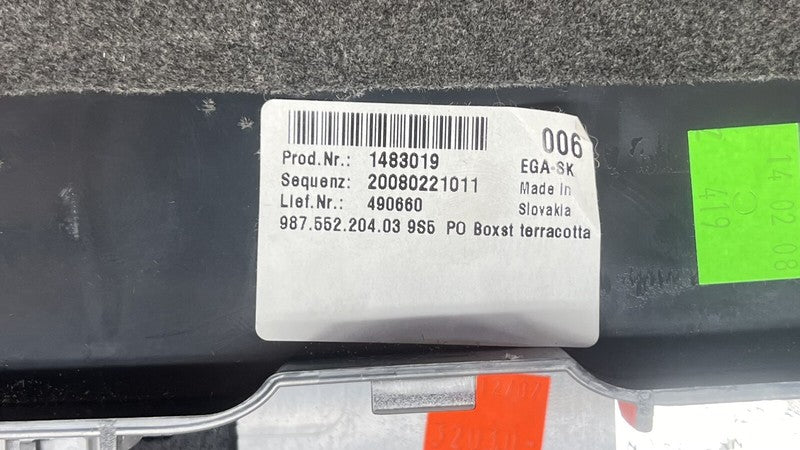 006
Prod.Nr.: 1483019
EGA-SK
Sequenz: 20080221011
Made in
Lief.Nr.: 490660
Slovakia
987.552.204.03 9S5 PO Boxst terracotta
14 02 08
419